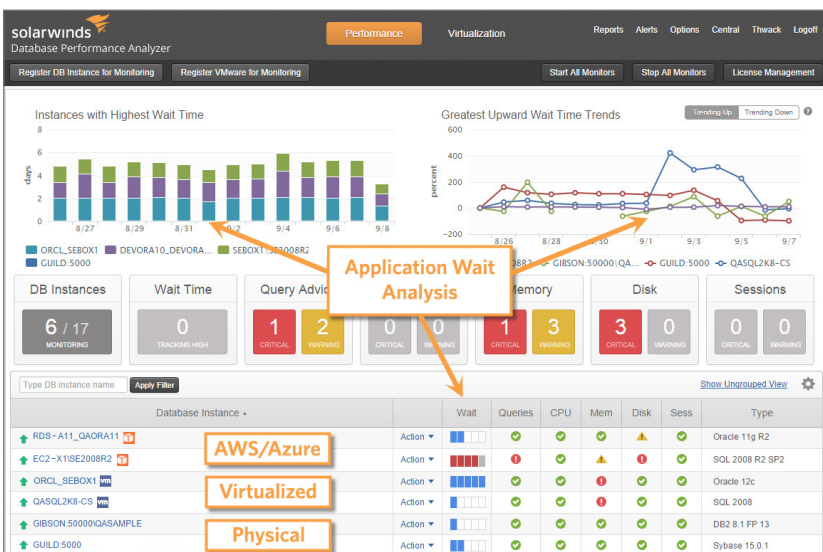 solarwinds
Database Performance Analyzer
Performance
Virtualization
Reports Alerts Options Central Thwack Logoff
Register DB Instance for Monitoring
Register VMware for Monitoring
Start All Monitors
Stop All Monitors
License Management
Instances with Highest Wait Time
8
6
4
2
0
days
8/27 8/29 8/31 9/2 9/4 9/6 9/8
ORCL_SEBOX1 DEVORA10_DEVORA... SEBOX1\SE2008R2
GUILD:5000
Greatest Upward Wait Time Trends
Trending Up Trending Down
600
400
200
0
-200
percent
8/26 8/28 8/30 9/1 9/3 9/5 9/7
GIBSON:50000\QA... GUILD:5000 QASQL2K8-CS
Application Wait
Analysis
DB Instances
6 / 17
MONITORING
Wait Time
0
TRACKING HIGH
Query
1 2
CRITICAL WARNING
0 0
CRITICAL WARNING
1 3
CRITICAL WARNING
Disk
3 0
CRITICAL WARNING
Sessions
0 0
CRITICAL WARNING
Type DB instance name
Apply Filter
Show Ungrouped View
Database Instance Wait Queries CPU Mem Disk Sess Type
RDS-A11_QAORA11 Action Oracle 11g R2
AWS/Azure
EC2-X1\SE2008R2 Action SQL 2008 R2 SP2
ORCL_SEBOX1 vm Action Oracle 12c
Virtualized
QASQL2K8-CS vm Action SQL 2008
GIBSON:50000\QASAMPLE Action DB2 8.1 FP 13
Physical
GUILD:5000 Action Sybase 15.0.1